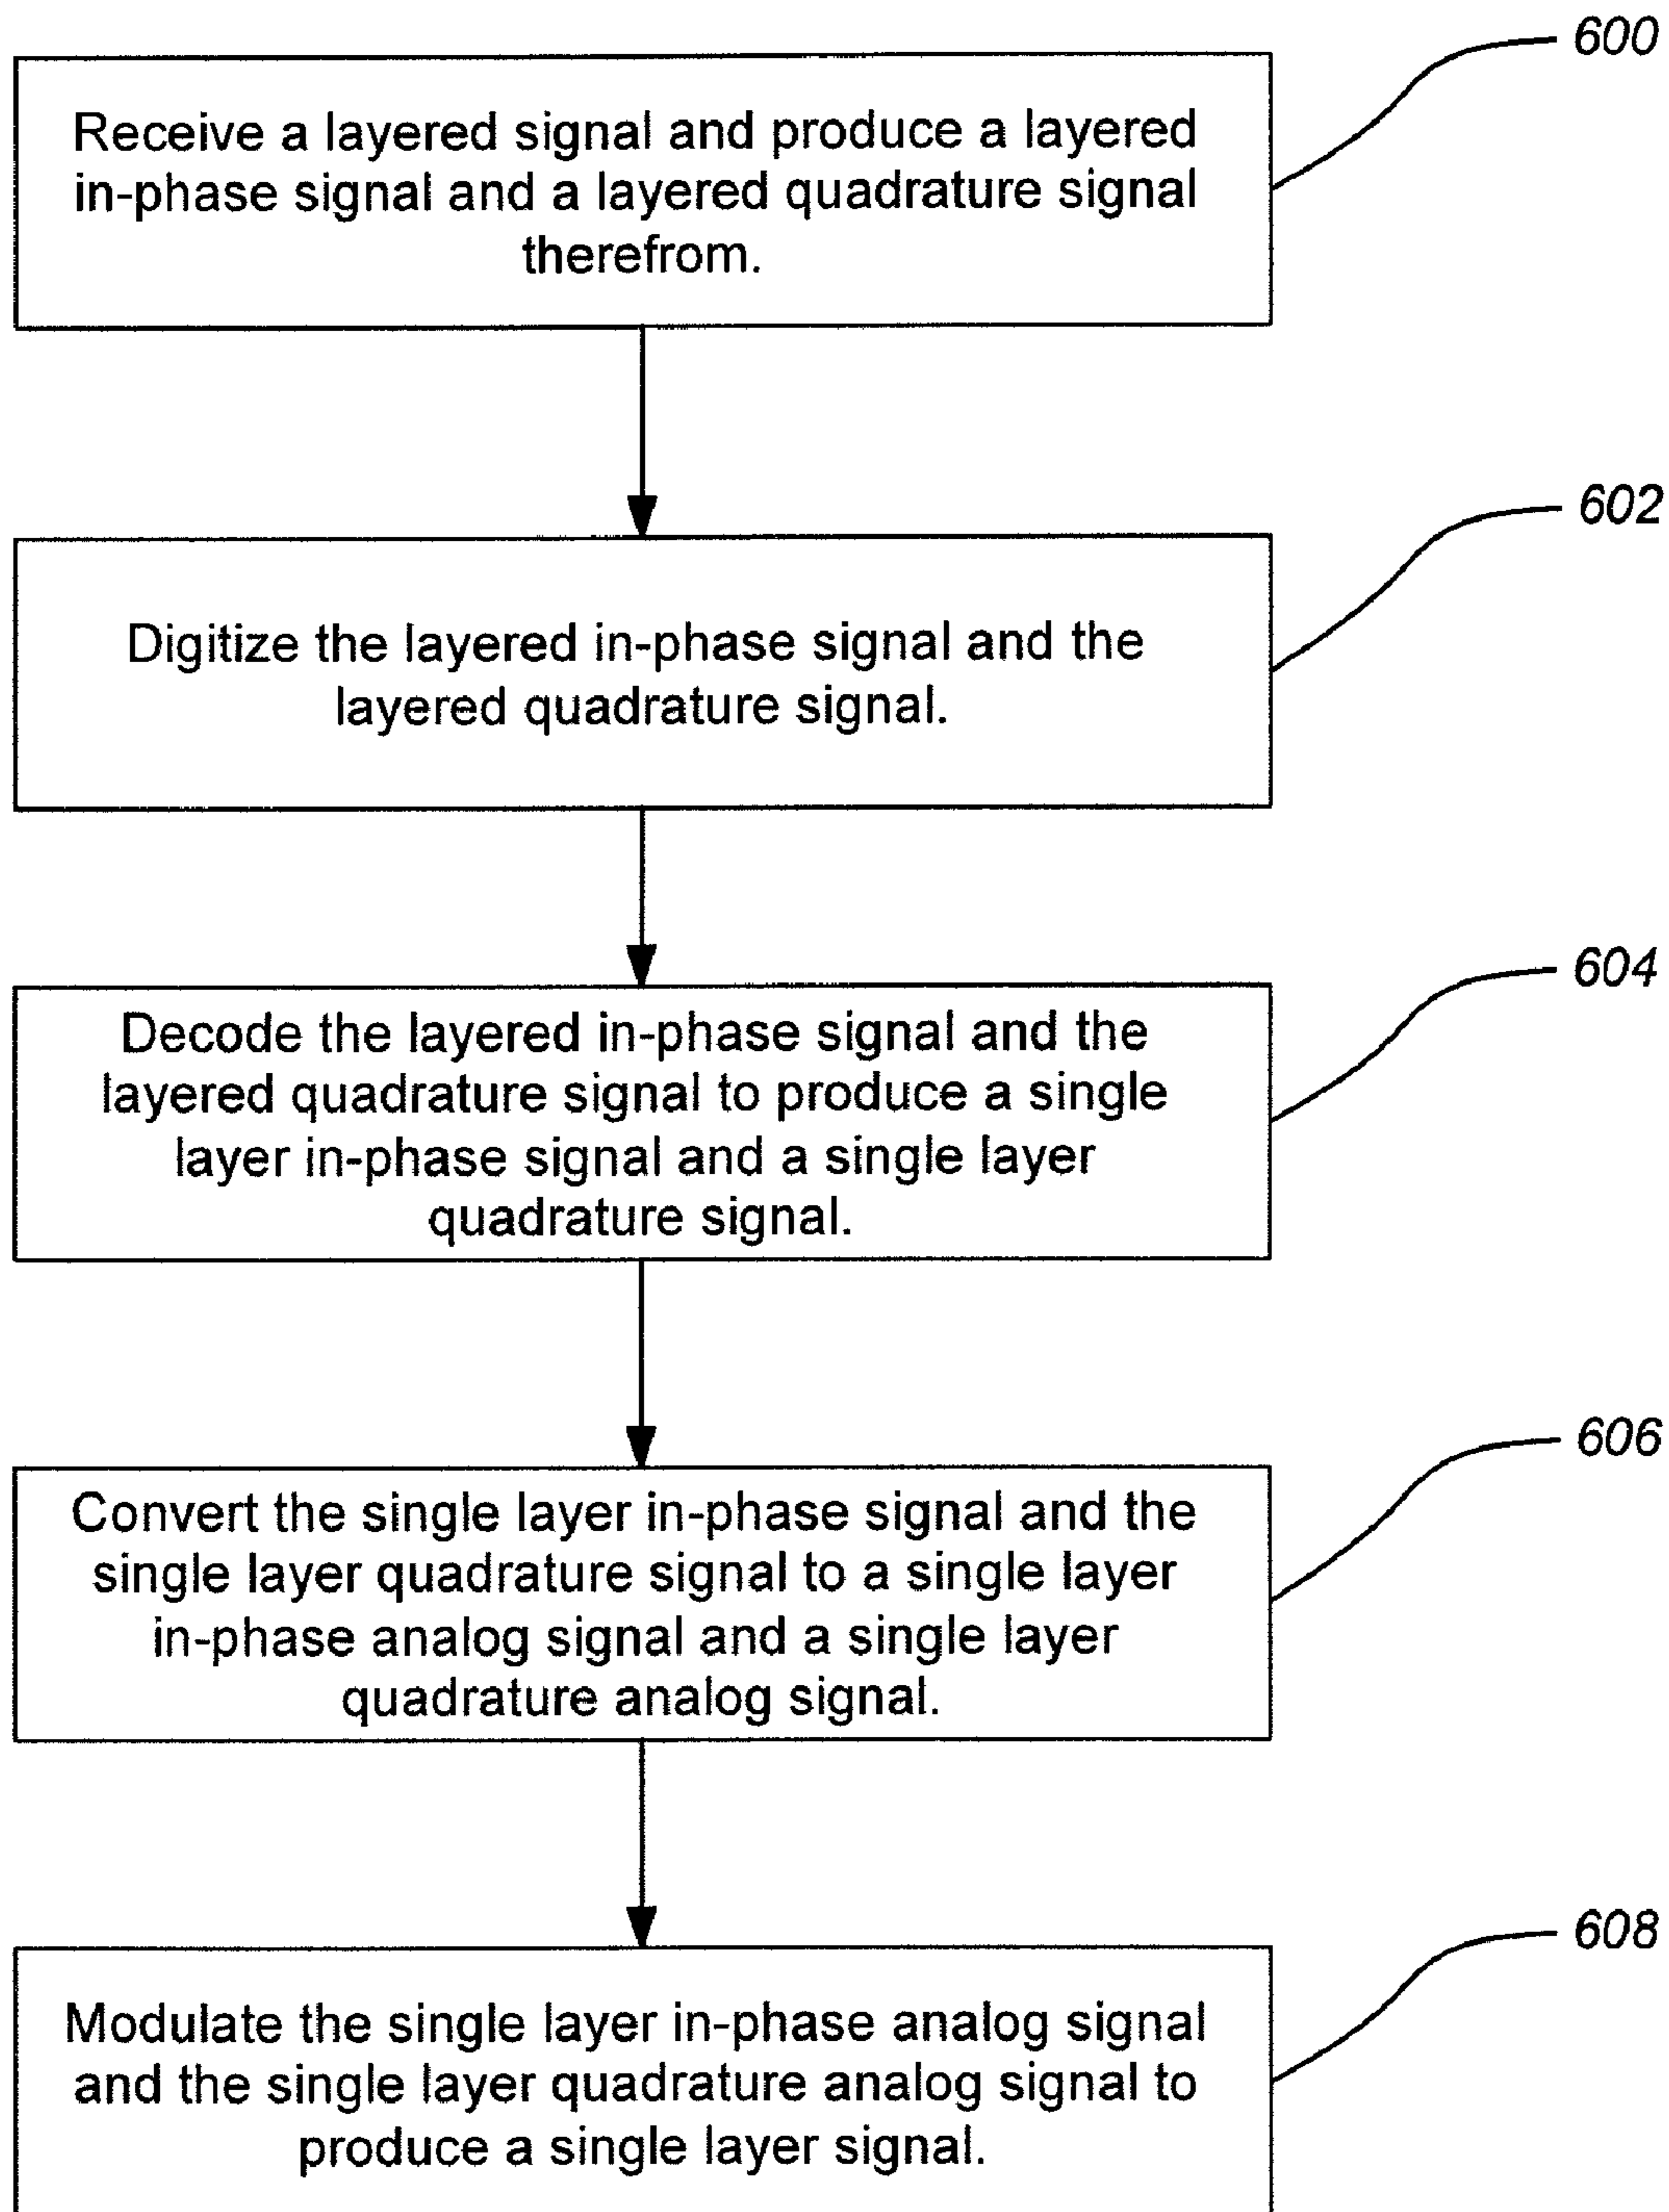 600
Receive a layered signal and produce a layered
in-phase signal and a layered quadrature signal
therefrom.
602
Digitize the layered in-phase signal and the
layered quadrature signal.
604
Decode the layered in-phase signal and the
layered quadrature signal to produce a single
layer in-phase signal and a single layer
quadrature signal.
606
Convert the single layer in-phase signal and the
single layer quadrature signal to a single layer
in-phase analog signal and a single layer
quadrature analog signal.
608
Modulate the single layer in-phase analog signal
and the single layer quadrature analog signal to
produce a single layer signal.